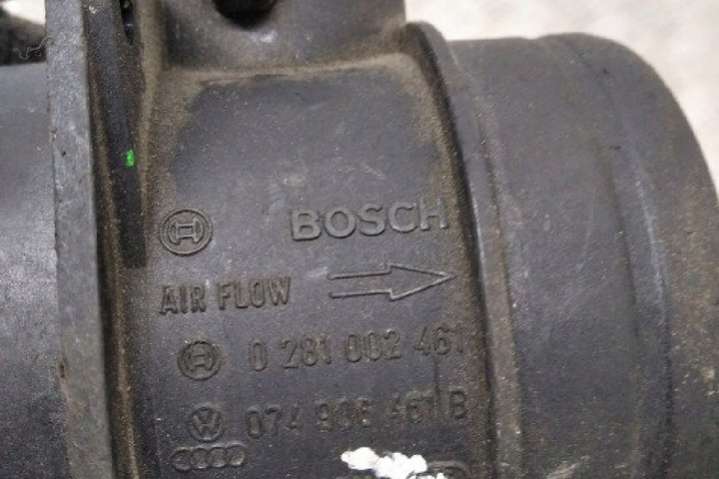 BOSCH
AIR FLOW
0 281 002 461
074 906 461 B